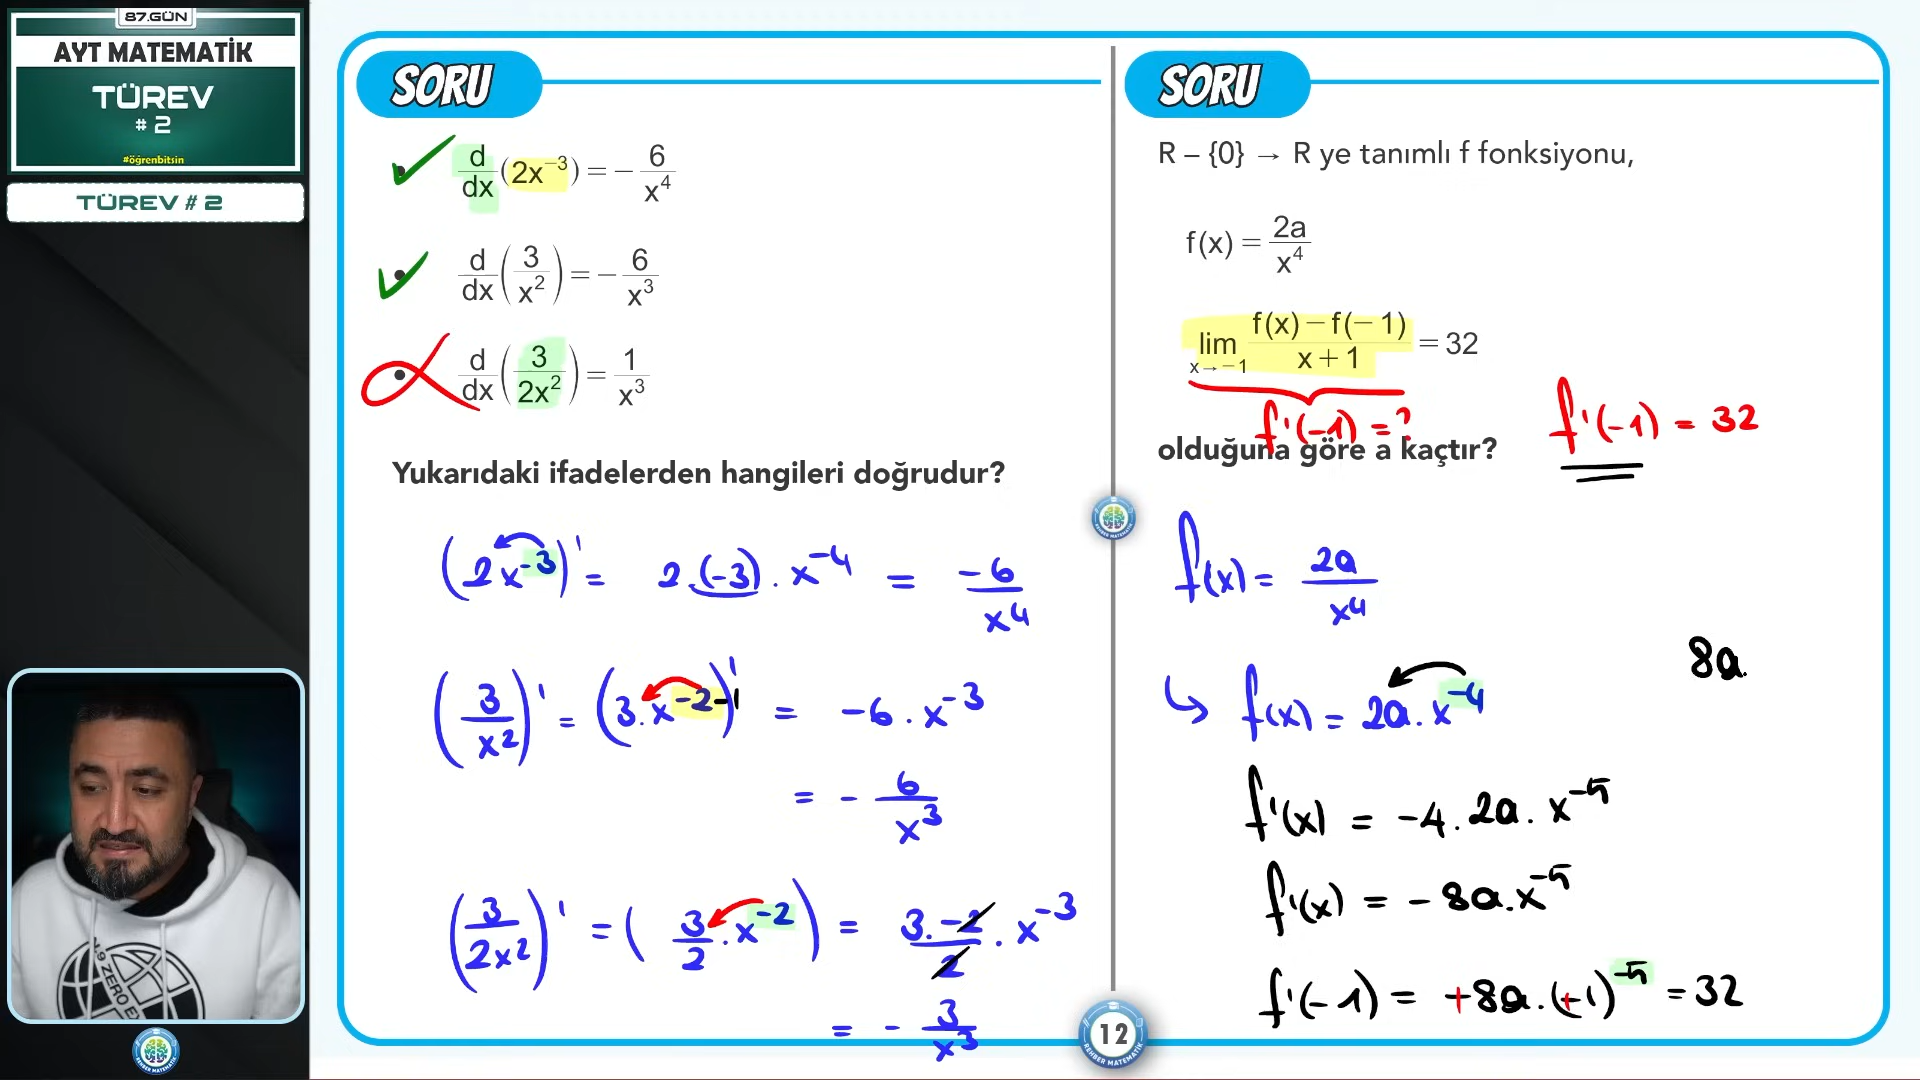 87.GÜN
AYT MATEMATİK
TÜREV
# 2
#öğrenbitsin
TÜREV # 2
SORU
d/dx (2x⁻³) = − 6/x⁴
d/dx (3/x²) = − 6/x³
d/dx (3/2x²) = 1/x³
Yukarıdaki ifadelerden hangileri doğrudur?
(2x⁻³)' = 2.(-3).x⁻⁴ = -6/x⁴
(3/x²)' = (3.x⁻²-1)' = -6.x⁻³
= - 6/x³
(3/2x²)' = ( 3/2 . x⁻² ) = 3.-2/2 . x⁻³
= - 3/x³
SORU
R – {0} → R ye tanımlı f fonksiyonu,
f(x) = 2a/x⁴
lim x→−1 f(x) − f(−1) / x + 1 = 32
f'(-1) = ?
f'(-1) = 32
olduğuna göre a kaçtır?
f(x) = 2a/x⁴
8a
f(x) = 2a.x⁻⁴
f'(x) = -4.2a.x⁻⁵
f'(x) = -8a.x⁻⁵
f'(-1) = +8a.(+1)⁻⁵ = 32
12
REHBER MATEMATİK